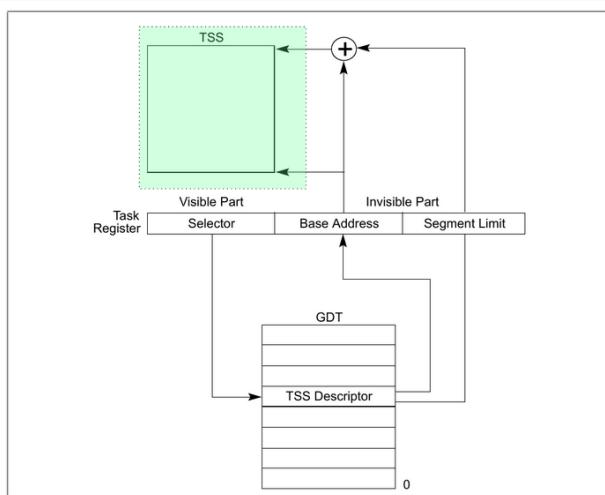 TSS
+
Visible Part Invisible Part
Task
Register
Selector Base Address Segment Limit
GDT
TSS Descriptor
0